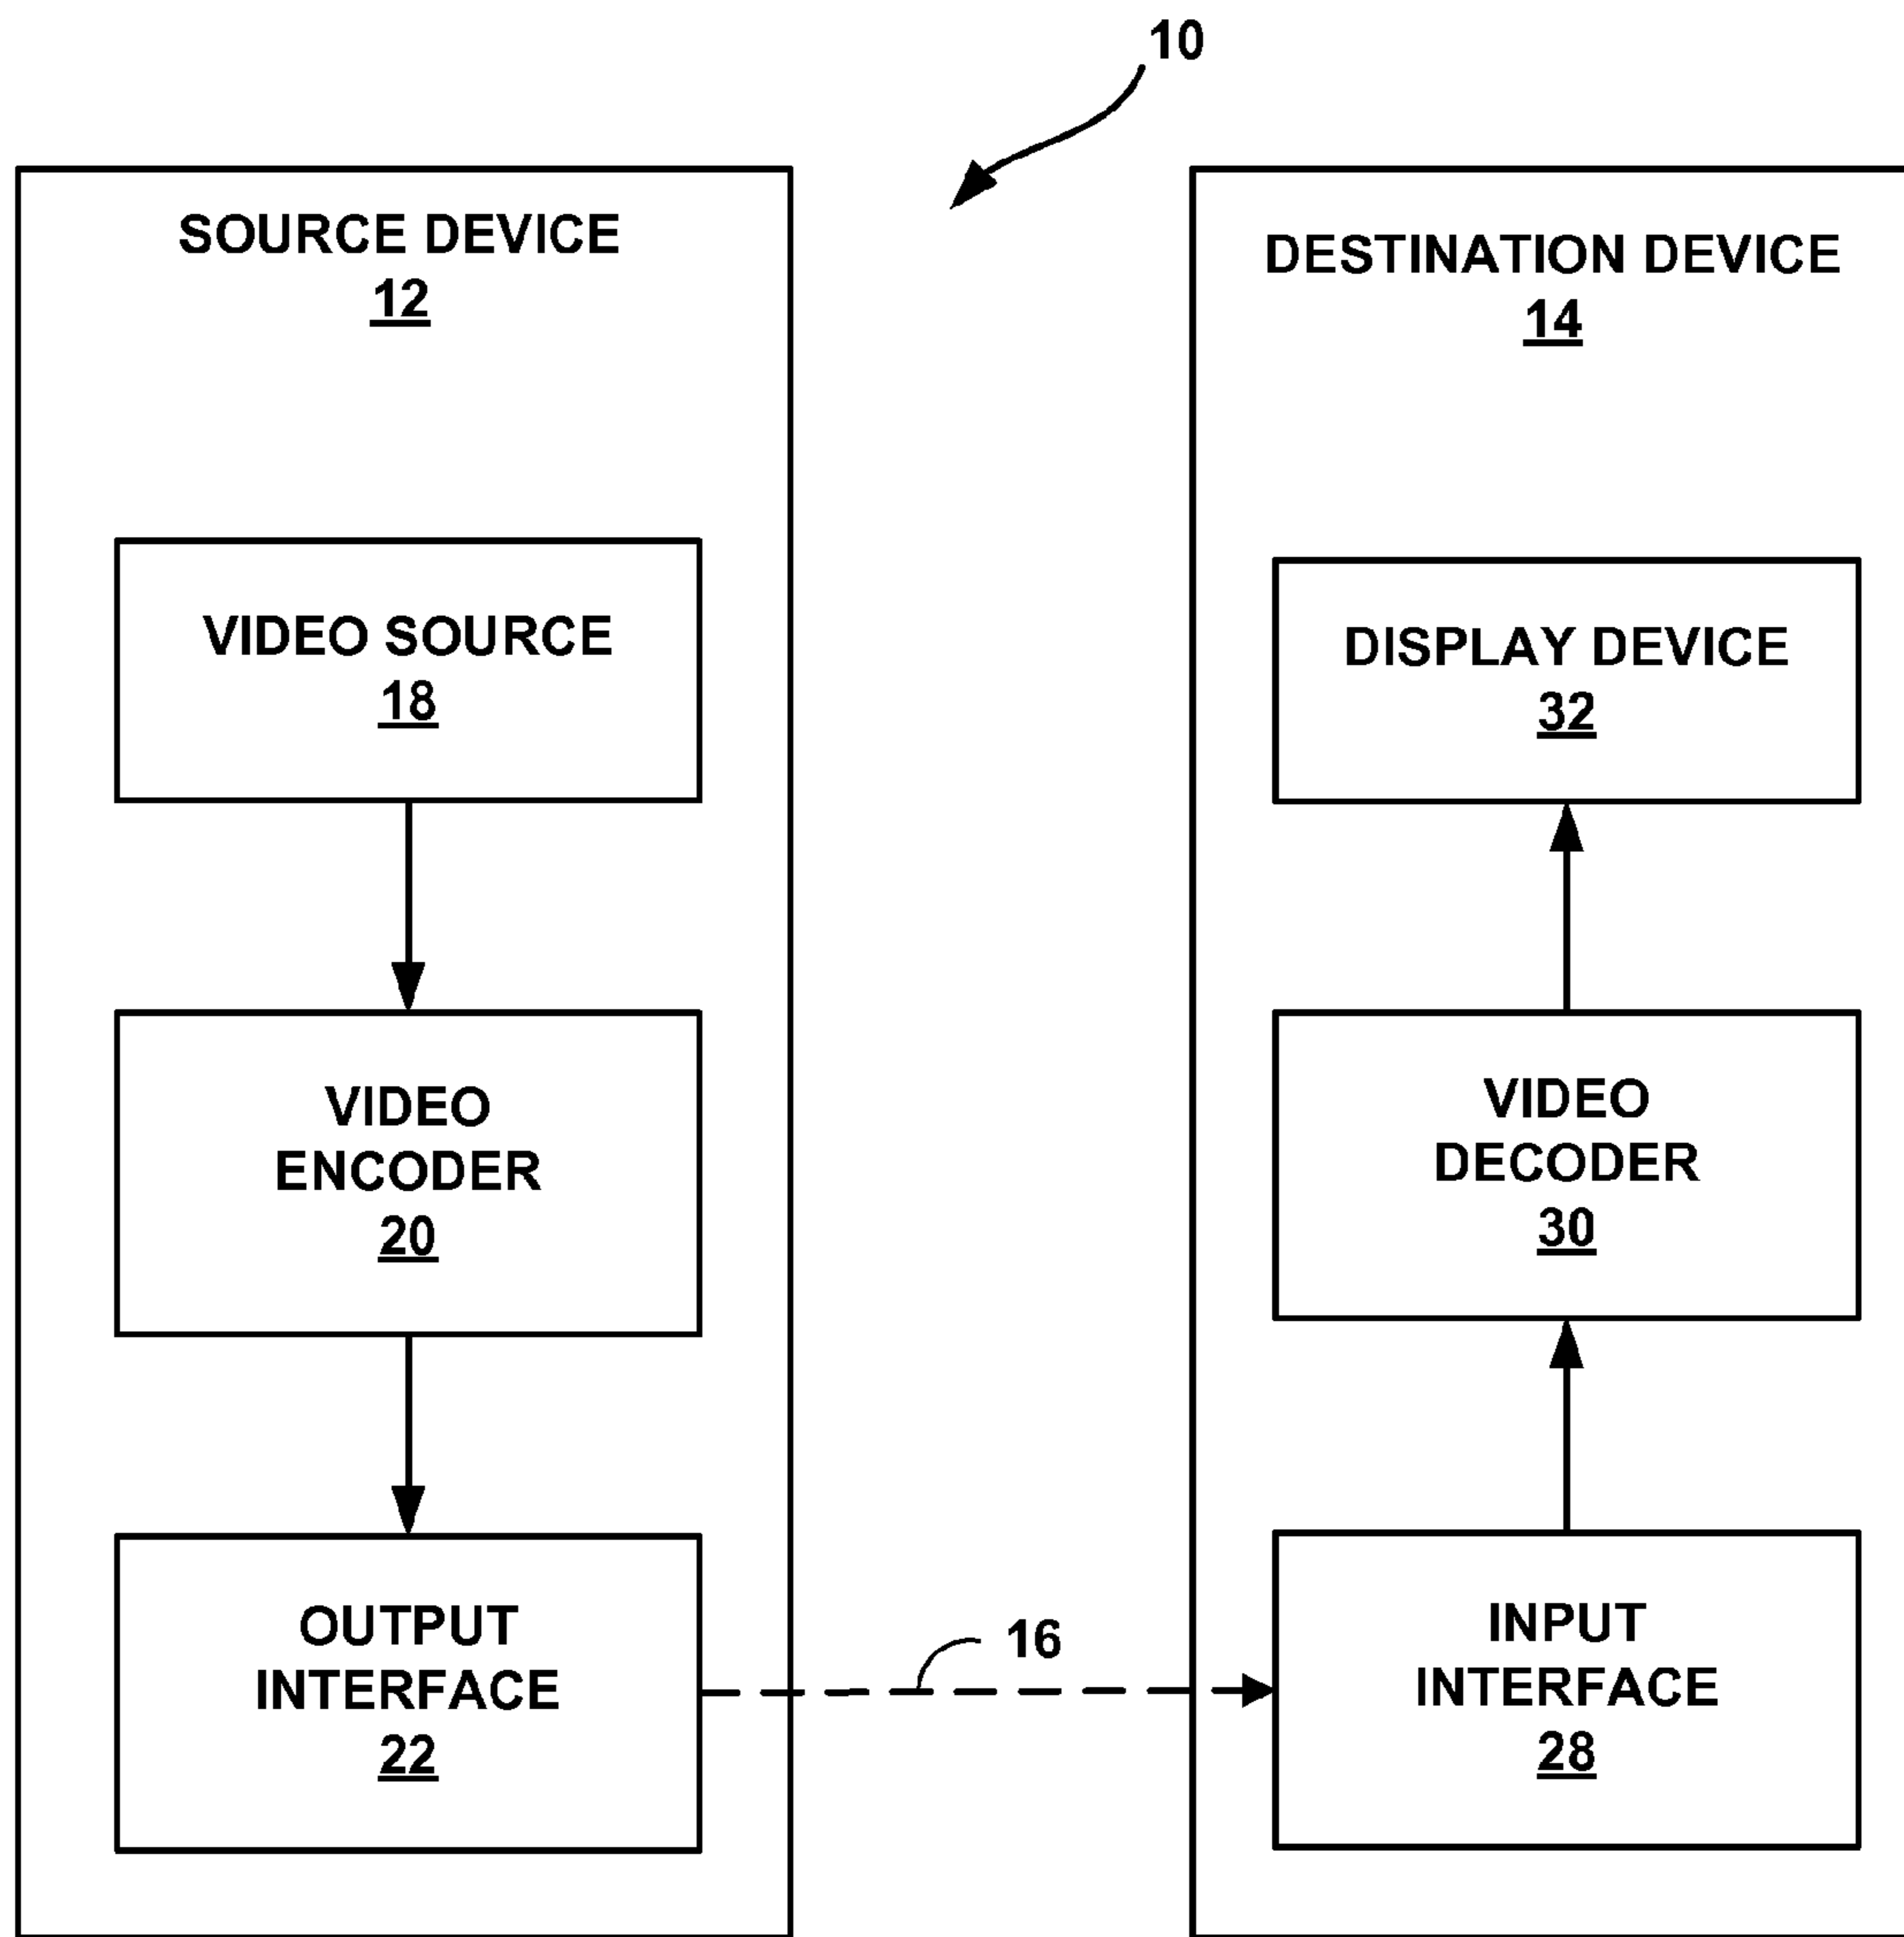 10
SOURCE DEVICE
12
VIDEO SOURCE
18
VIDEO
ENCODER
20
OUTPUT
INTERFACE
22
16
DESTINATION DEVICE
14
DISPLAY DEVICE
32
VIDEO
DECODER
30
INPUT
INTERFACE
28